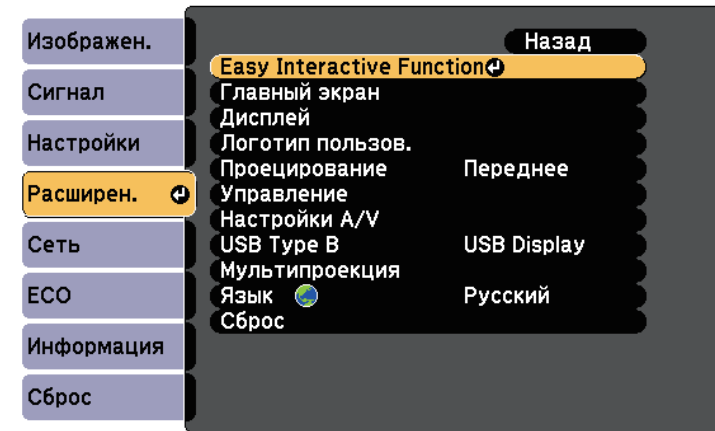 Изображен.
Сигнал
Настройки
Расширен.
Сеть
ECO
Информация
Сброс
Назад
Easy Interactive Function
Главный экран
Дисплей
Логотип пользов.
Проецирование Переднее
Управление
Настройки A/V
USB Type B USB Display
Мультипроекция
Язык Русский
Сброс